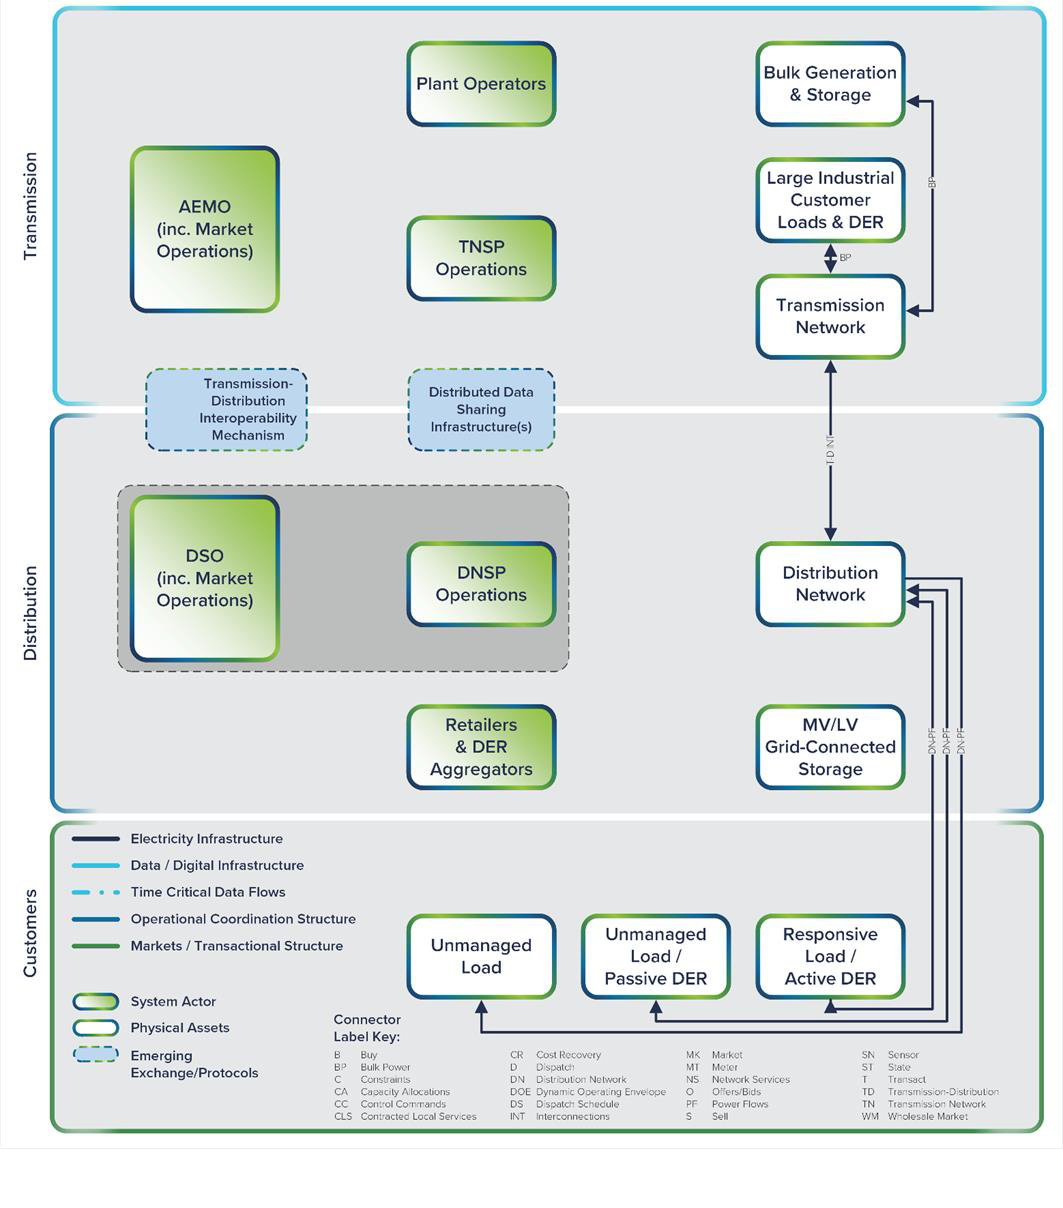 Transmission
Plant Operators
Bulk Generation
& Storage
AEMO
(inc. Market
Operations)
TNSP
Operations
Large Industrial
Customer
Loads & DER
BP
BP
Transmission
Network
Transmission-
Distribution
Interoperability
Mechanism
Distributed Data
Sharing
Infrastructure(s)
T-D INT
Distribution
DSO
(inc. Market
Operations)
DNSP
Operations
Distribution
Network
Retailers
& DER
Aggregators
MV/LV
Grid-Connected
Storage
DN-PF
DN-PF
DN-PF
Customers
Electricity Infrastructure
Data / Digital Infrastructure
Time Critical Data Flows
Operational Coordination Structure
Markets / Transactional Structure
System Actor
Physical Assets
Emerging
Exchange/Protocols
Unmanaged
Load
Unmanaged
Load /
Passive DER
Responsive
Load /
Active DER
Connector
Label Key:
B Buy
BP Bulk Power
C Constraints
CA Capacity Allocations
CC Control Commands
CLS Contracted Local Services
CR Cost Recovery
D Dispatch
DN Distribution Network
DOE Dynamic Operating Envelope
DS Dispatch Schedule
INT Interconnections
MK Market
MT Meter
NS Network Services
O Offers/Bids
PF Power Flows
S Sell
SN Sensor
ST State
T Transact
TD Transmission-Distribution
TN Transmission Network
WM Wholesale Market